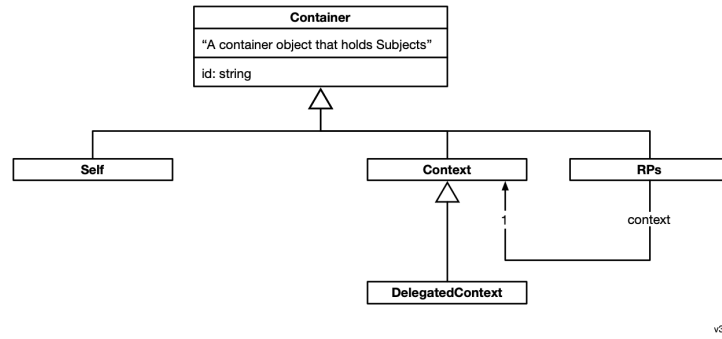 Container
“A container object that holds Subjects”
id: string
Self
Context
RPs
1
context
DelegatedContext
v3